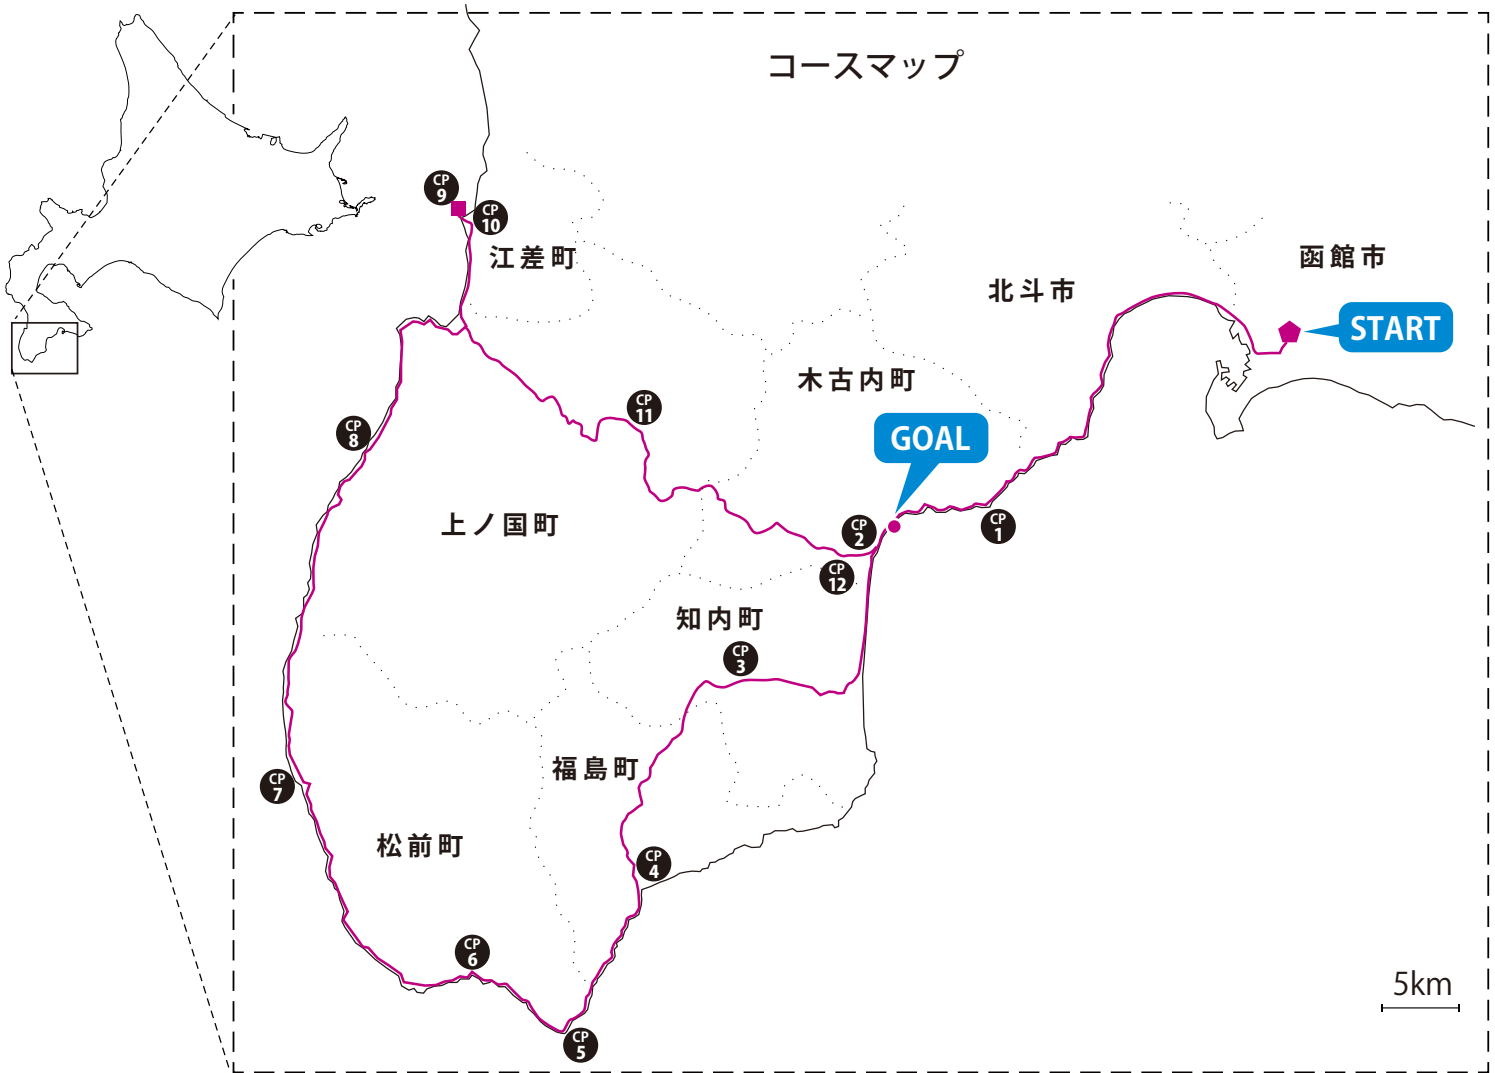 コースマップ
CP
9
CP
10
江差町
函館市
北斗市
START
木古内町
CP
11
GOAL
CP
8
上ノ国町
CP
2
CP
1
CP
12
知内町
CP
3
福島町
CP
7
松前町
CP
4
CP
6
5km
CP
5